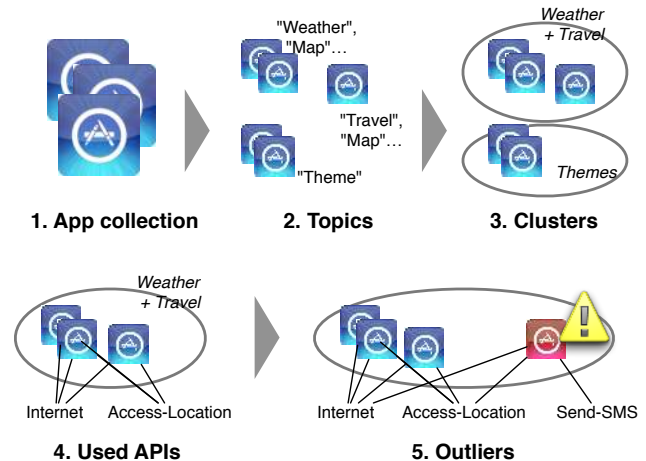 "Weather",
"Map"...
"Travel",
"Map"...
"Theme"
Weather
+ Travel
Themes
1. App collection
2. Topics
3. Clusters
Weather
+ Travel
Internet
Access-Location
Internet
Access-Location
Send-SMS
4. Used APIs
5. Outliers